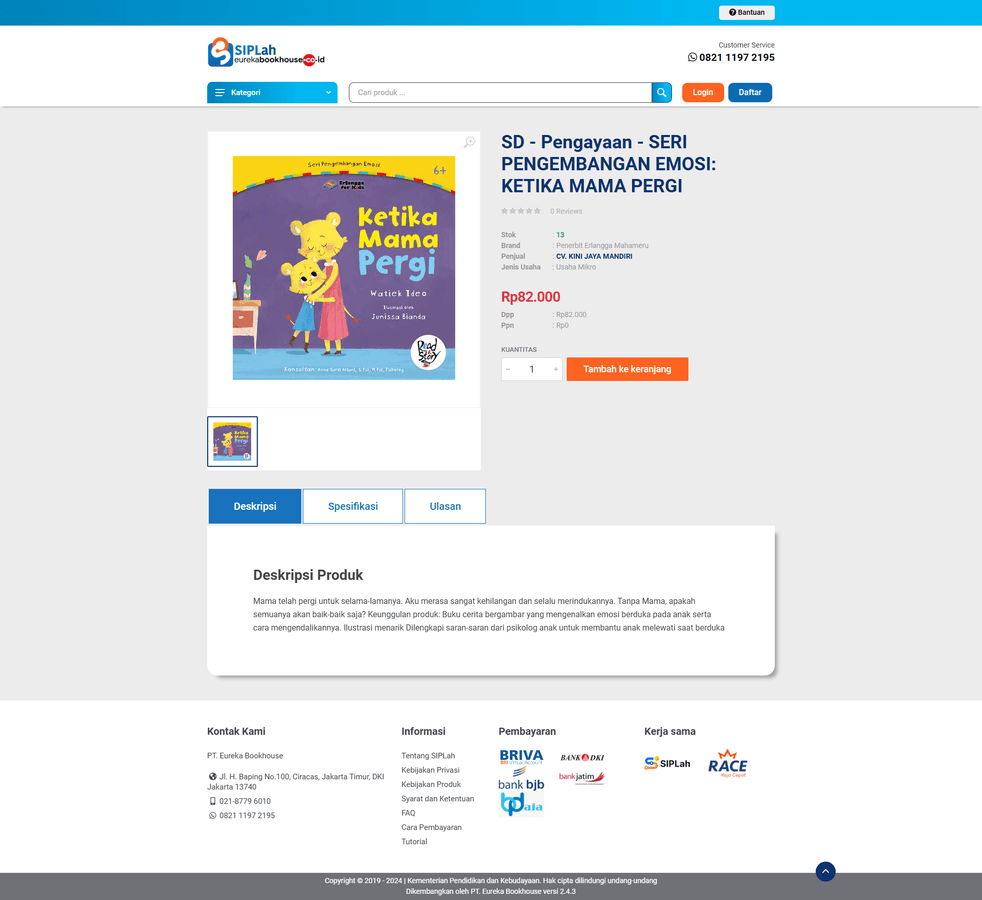 Bantuan
SIPLah
eurekabookhouse.co.id
Customer Service
0821 1197 2195
Kategori
Cari produk ...
Login
Daftar
Seri Pengembangan Emosi
6+
Erlangga
for Kids
Ketika
Mama
Pergi
Watiek Ideo
Ilustrasi oleh
Junissa Bianda
Read
Story
SD - Pengayaan - SERI
PENGEMBANGAN EMOSI:
KETIKA MAMA PERGI
0 Reviews
Stok : 13
Brand : Penerbit Erlangga Mahameru
Penjual : CV. KINI JAYA MANDIRI
Jenis Usaha : Usaha Mikro
Rp82.000
Dpp : Rp82.000
Ppn : Rp0
KUANTITAS
- 1 +
Tambah ke keranjang
Deskripsi
Spesifikasi
Ulasan
Deskripsi Produk
Mama telah pergi untuk selama-lamanya. Aku merasa sangat kehilangan dan selalu merindukannya. Tanpa Mama, apakah
semuanya akan baik-baik saja? Keunggulan produk: Buku cerita bergambar yang mengenalkan emosi berduka pada anak serta
cara mengendalikannya. Ilustrasi menarik Dilengkapi saran-saran dari psikolog anak untuk membantu anak melewati saat berduka
Kontak Kami
PT. Eureka Bookhouse
Jl. H. Baping No.100, Ciracas, Jakarta Timur, DKI
Jakarta 13740
021-8779 6010
0821 1197 2195
Informasi
Tentang SIPLah
Kebijakan Privasi
Kebijakan Produk
Syarat dan Ketentuan
FAQ
Cara Pembayaran
Tutorial
Pembayaran
BRIVA
BRI Virtual Account
BANK DKI
bank bjb
bankjatim
bpd
Kerja sama
SIPLah
RACE
Raja Cepat
Copyright © 2019 - 2024 | Kementerian Pendidikan dan Kebudayaan. Hak cipta dilindungi undang-undang
Dikembangkan oleh PT. Eureka Bookhouse versi 2.4.3